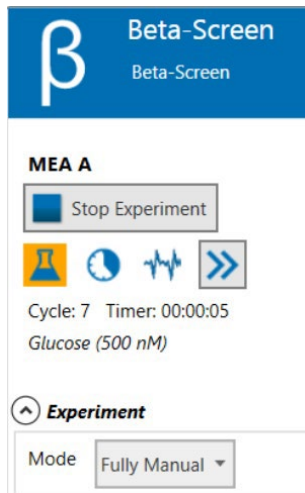 β
Beta-Screen
Beta-Screen
MEA A
Stop Experiment
Cycle: 7 Timer: 00:00:05
Glucose (500 nM)
Experiment
Mode Fully Manual